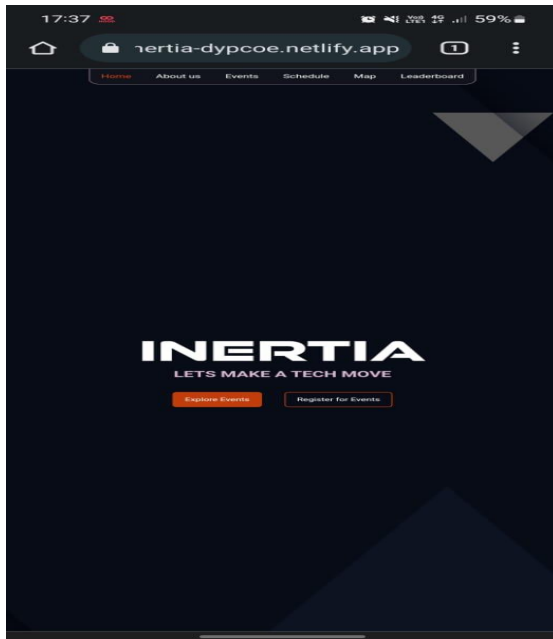 17:37 59%
nertia-dypcoe.netlify.app 1
Home About us Events Schedule Map Leaderboard
INERTIA
LETS MAKE A TECH MOVE
Explore Events Register for Events